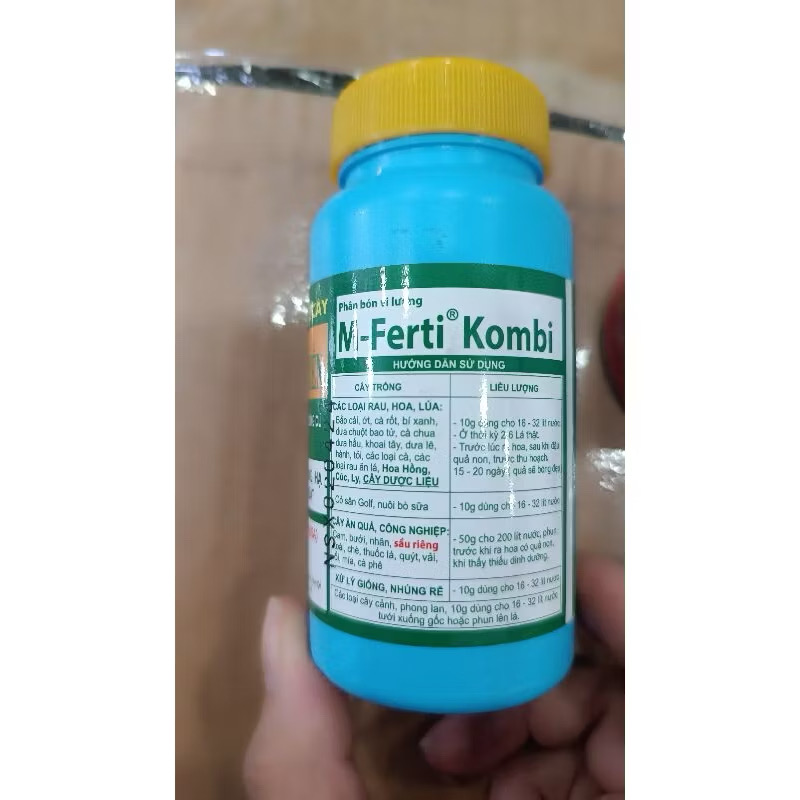 CÂY
Phân bón vi lượng
M-Ferti® Kombi
HƯỚNG DẪN SỬ DỤNG
CÂY TRỒNG
LIỀU LƯỢNG
CÁC LOẠI RAU, HOA, LÚA:
Bắp cải, ớt, cà rốt, bí xanh,
dưa chuột bao tử, cà chua
dưa hấu, khoai tây, dưa lê,
hành, tỏi, các loại cà, các
loại rau ăn lá, Hoa Hồng,
Cúc, Ly, CÂY DƯỢC LIỆU
- 10g dùng cho 16 - 32 lít nước
- Ở thời kỳ 2-6 Lá thật.
- Trước lúc ra hoa, sau khi đậu
quả non, trước thu hoạch
15 - 20 ngày quả sẽ bóng đẹp
Cỏ sân Golf, nuôi bò sữa
- 10g dùng cho 16 - 32 lít nước
CÂY ĂN QUẢ, CÔNG NGHIỆP:
Cam, bưởi, nhãn, sầu riêng
chè, thuốc lá, quýt, vải,
mía, cà phê
- 50g cho 200 lít nước, phun
trước khi ra hoa có quả non,
khi thấy thiếu dinh dưỡng.
XỬ LÝ GIỐNG, NHÚNG RỄ
- 10g dùng cho 16 - 32 lít nước
Các loại cây cảnh, phong lan, 10g dùng cho 16 - 32 lít nước
tưới xuống gốc hoặc phun lên lá.